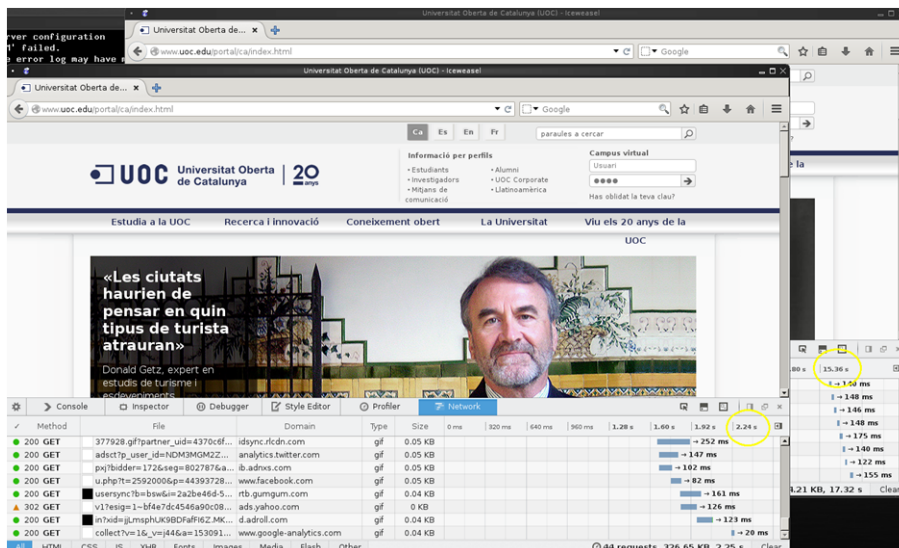 Universitat Oberta de Catalunya (UOC) - Iceweasel
rver configuration
failed.
e error log may have
Universitat Oberta de... ×
www.uoc.edu/portal/ca/index.html
Google
Universitat Oberta de Catalunya (UOC) - Iceweasel
Universitat Oberta de... ×
www.uoc.edu/portal/ca/index.html
Google
Ca Es En Fr
paraules a cercar
UOC Universitat Oberta de Catalunya
20 anys
Informació per perfils
• Estudiants
• Investigadors
• Mitjans de
comunicació
• Alumni
• UOC Corporate
• Llatinoamèrica
Campus virtual
Usuari
Has oblidat la teva clau?
Estudia a la UOC Recerca i innovació Coneixement obert La Universitat Viu els 20 anys de la
UOC
e la
«Les ciutats
haurien de
pensar en quin
tipus de turista
atrauran»
Donald Getz, expert en
estudis de turisme i
esdeveniments
Console Inspector Debugger Style Editor Profiler Network
✓ Method File Domain Type Size 0 ms 320 ms 640 ms 960 ms 1.28 s 1.60 s 1.92 s 2.24 s
200 GET 377928.gif?partner_uid=4370c6f... idsync.rlcdn.com gif 0.05 KB → 252 ms
200 GET adsct?p_user_id=NDM3MGM2Z... analytics.twitter.com gif 0.05 KB → 147 ms
200 GET pxj?bidder=172&seg=802787&a... ib.adnxs.com gif 0.05 KB → 102 ms
200 GET u.php?t=2592000&p=44393728... www.facebook.com gif 0.05 KB → 82 ms
200 GET usersync?b=bsw&i=2a2be46d-5... rtb.gumgum.com gif 0.04 KB → 161 ms
302 GET v1?esig=1~bf4e7dc4546a90c08... ads.yahoo.com gif 0 KB → 126 ms
200 GET in?xid=jjLmsphUK9BDFafFI6Z.MK... d.adroll.com gif 0.04 KB → 123 ms
200 GET collect?v=1&_v=j44&a=153091... www.google-analytics.com gif 0.04 KB → 20 ms
All HTML CSS JS XHR Fonts Images Media Flash Other 44 requests, 326.65 KB, 2.25 s Clear
15.36 s
→ 148 ms
→ 146 ms
→ 148 ms
→ 175 ms
→ 140 ms
→ 122 ms
→ 155 ms
4.21 KB, 17.32 s Clear